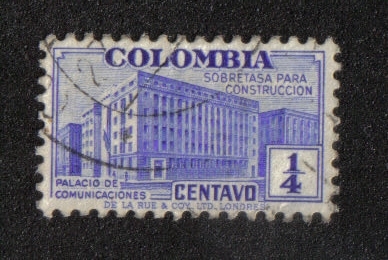 COLOMBIA
SOBRETASA PARA
CONSTRUCCION
PALACIO DE
COMUNICACIONES
CENTAVO
1/4
DE LA RUE & COY. LTD. LONDRES